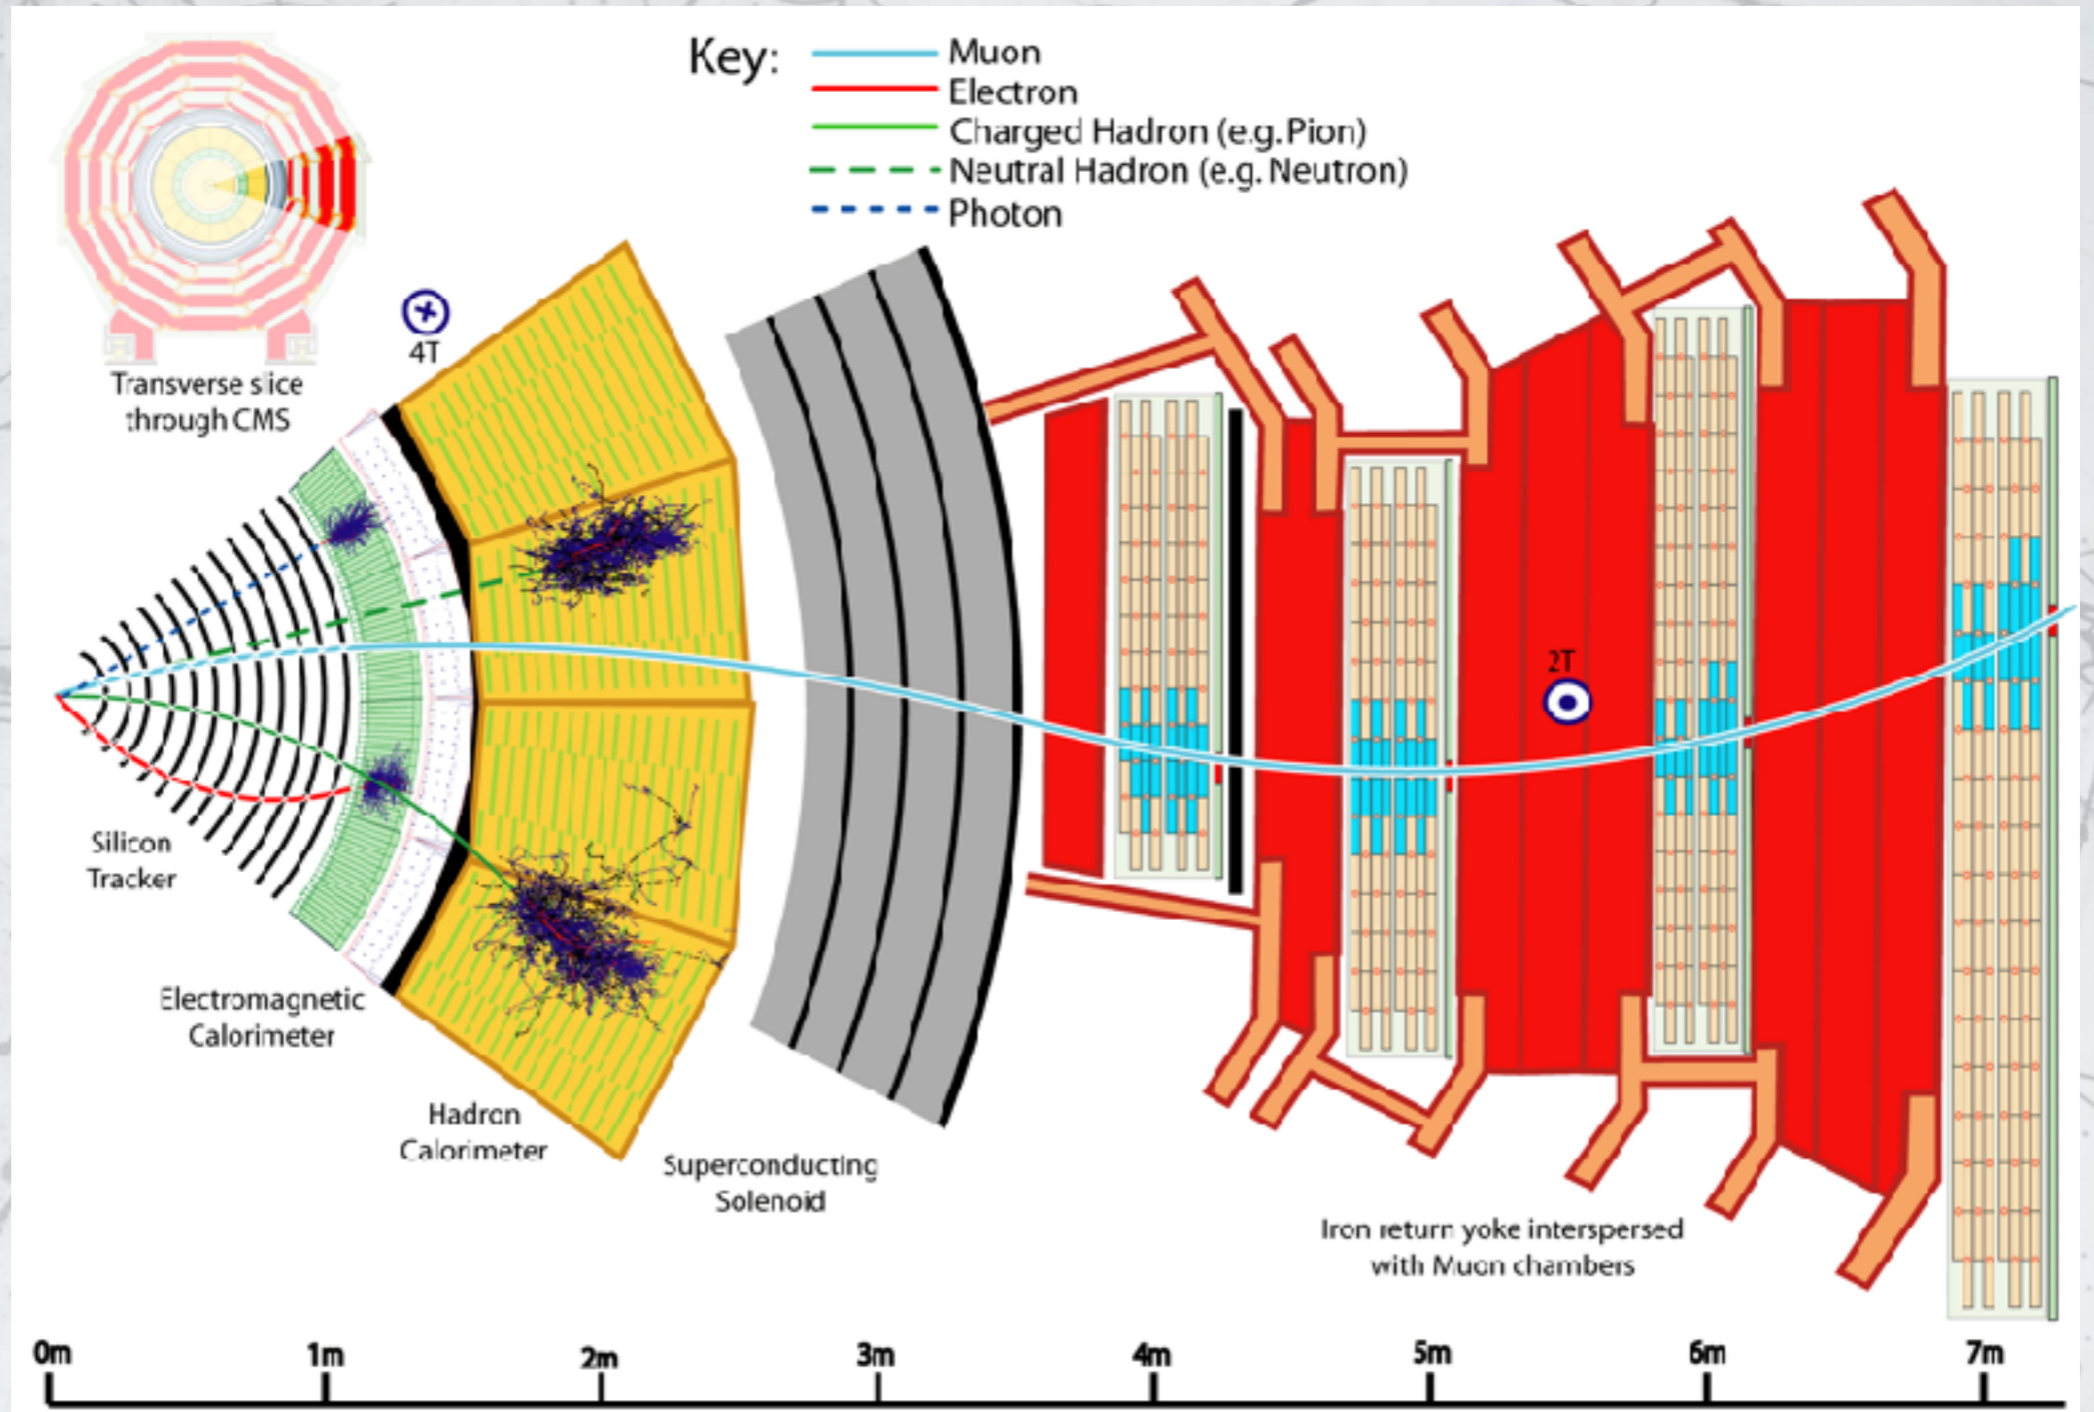 Key:
Muon
Electron
Charged Hadron (e.g. Pion)
Neutral Hadron (e.g. Neutron)
Photon
Transverse slice
through CMS
4T
2T
Silicon
Tracker
Electromagnetic
Calorimeter
Hadron
Calorimeter
Superconducting
Solenoid
Iron return yoke interspersed
with Muon chambers
0m 1m 2m 3m 4m 5m 6m 7m